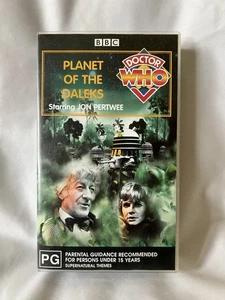 BBC
PLANET
OF THE
DALEKS
Starring JON PERTWEE
DOCTOR
WHO
PG
PARENTAL GUIDANCE RECOMMENDED
FOR PERSONS UNDER 15 YEARS
SUPERNATURAL THEMES